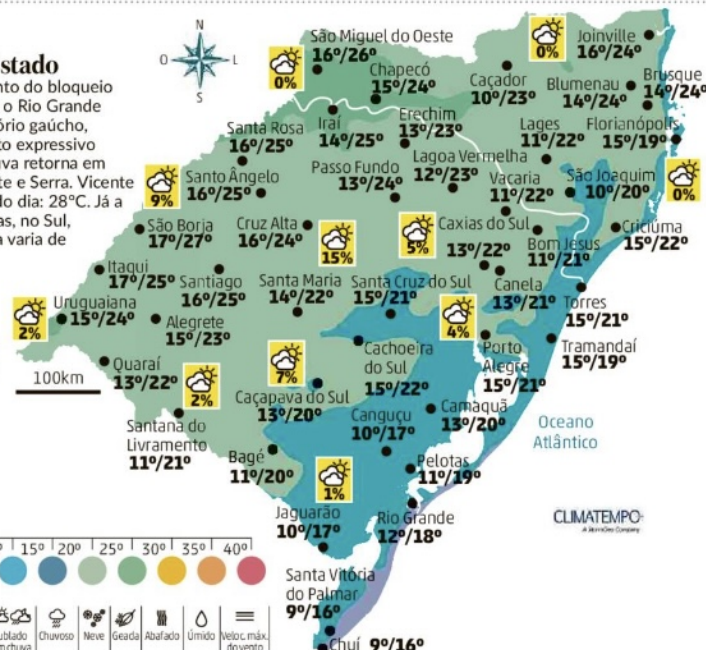 stado
nto do bloqueio
o Rio Grande
ório gaúcho,
to expressivo
uva retorna em
te e Serra. Vicente
do dia: 28°C. Já a
as, no Sul,
a varia de
N
O
L
S
São Miguel do Oeste
16º/26º
0%
Chapecó
15º/24º
0%
Joinville
16º/24º
Caçador
10º/23º
Blumenau
14º/24º
Brusque
14º/24º
Iraí
14º/25º
Erechim
13º/23º
Lages
11º/22º
Florianópolis
15º/19º
Santa Rosa
16º/25º
Passo Fundo
13º/24º
Lagoa Vermelha
12º/23º
São Joaquim
10º/20º
0%
9%
Santo Ângelo
16º/25º
Vacaria
11º/22º
São Borja
17º/27º
Cruz Alta
16º/24º
15%
5%
Caxias do Sul
13º/22º
Bom Jesus
11º/21º
Criciúma
15º/22º
Itaqui
17º/25º
Santiago
16º/25º
Santa Maria
14º/22º
Santa Cruz do Sul
15º/21º
Canela
13º/21º
Torres
15º/21º
2%
Uruguaiana
15º/24º
Alegrete
15º/23º
4%
Cachoeira
do Sul
15º/22º
Porto
Alegre
15º/21º
Tramandaí
15º/19º
Quaraí
13º/22º
100km
2%
7%
Caçapava do Sul
13º/20º
Camaquã
13º/20º
Canguçu
10º/17º
Santana do
Livramento
11º/21º
Oceano
Atlântico
Bagé
11º/20º
1%
Pelotas
11º/19º
Jaguarão
10º/17º
Rio Grande
12º/18º
CLIMATEMPO
A StormGeo Company
15º 20º 25º 30º 35º 40º
Santa Vitória
do Palmar
9º/16º
Chuí 9º/16º
ublado
m chuva
Chuvoso
Neve
Geada
Abafado
Úmido
Veloc. máx.
do vento